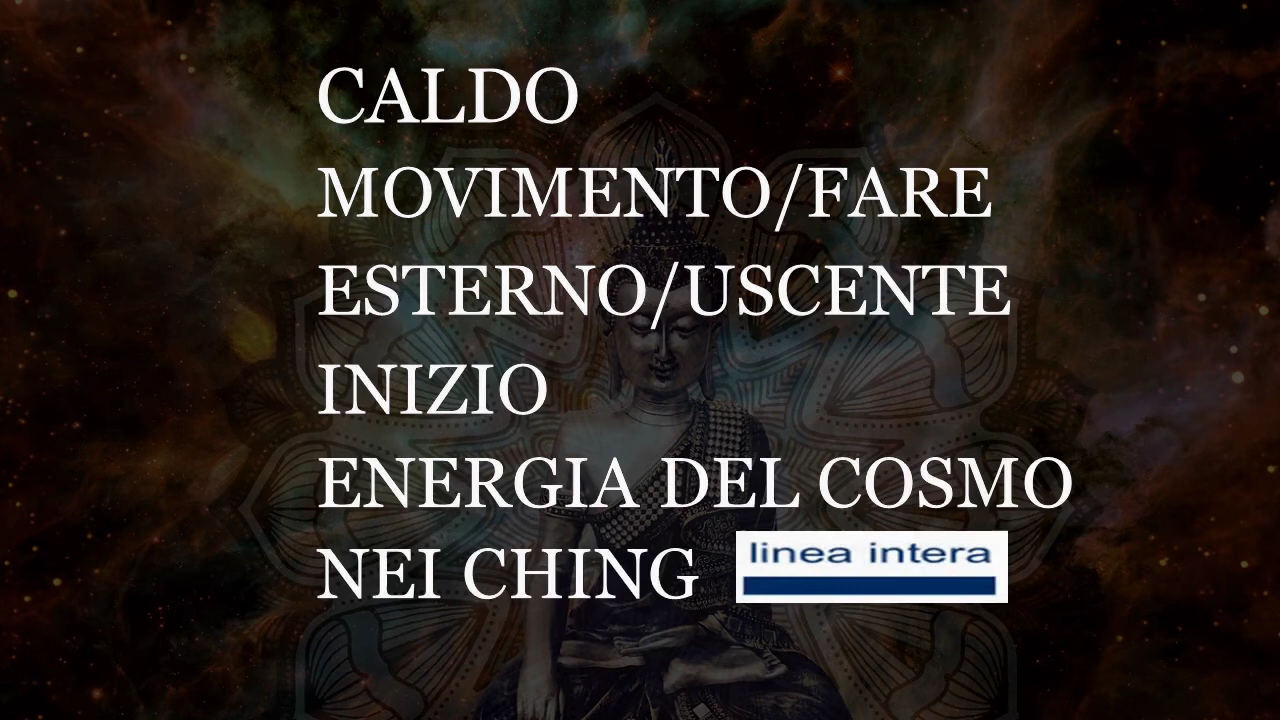 CALDO
MOVIMENTO/FARE
ESTERNO/USCENTE
INIZIO
ENERGIA DEL COSMO
NEI CHING linea intera